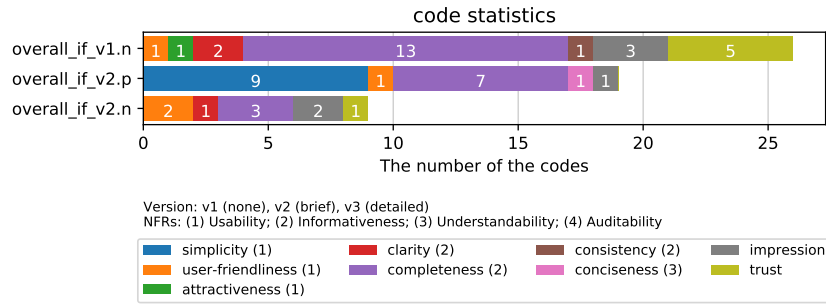 code statistics
overall_if_v1.n 1 1 2 13 1 3 5
overall_if_v2.p 9 1 7 1 1
overall_if_v2.n 2 1 3 2 1
0 5 10 15 20 25
The number of the codes
Version: v1 (none), v2 (brief), v3 (detailed)
NFRs: (1) Usability; (2) Informativeness; (3) Understandability; (4) Auditability
simplicity (1) clarity (2) consistency (2) impression
user-friendliness (1) completeness (2) conciseness (3) trust
attractiveness (1)